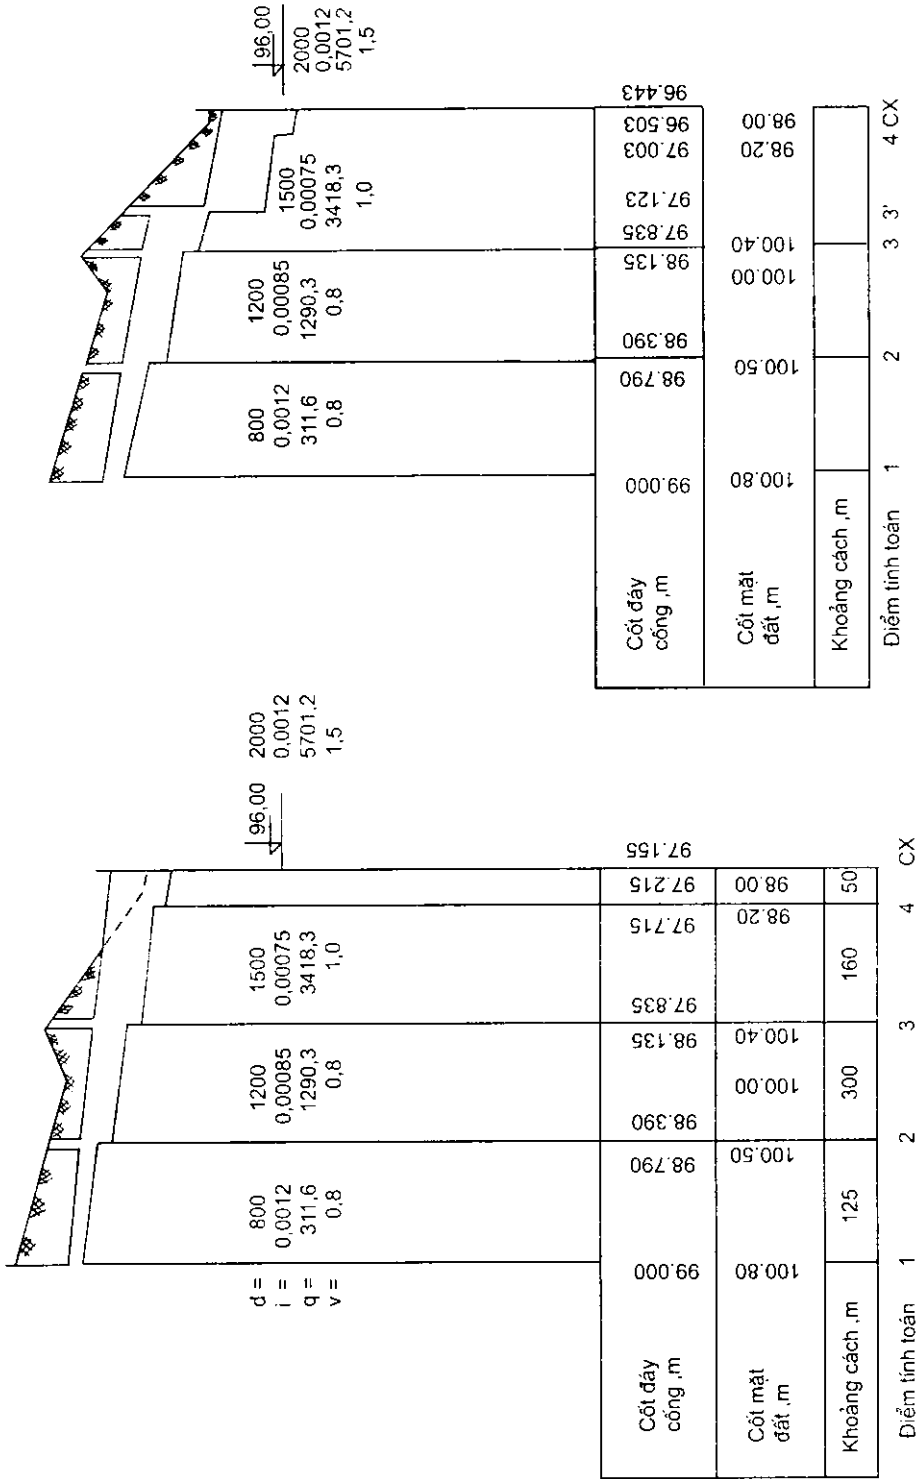 d = 800 1200 1500 2000
i = 0,0012 0,00085 0,00075 0,0012
q = 311,6 1290,3 3418,3 5701,2
v = 0,8 0,8 1,0 1,5
96,00
Cốt đáy cống ,m 99.000 98.790 98.390 98.135 97.835 97.715 97.215 97.155
Cốt mặt đất ,m 100.80 100.50 100.00 100.40 98.20 98.00
Khoảng cách ,m 125 300 160 50
Điểm tính toán 1 2 3 4 CX
800 1200 1500 2000
0,0012 0,00085 0,00075 0,0012
311,6 1290,3 3418,3 5701,2
0,8 0,8 1,0 1,5
96,00
Cốt đáy cống ,m 99.000 98.790 98.390 98.135 97.835 97.123 97.003 96.503 96.443
Cốt mặt đất ,m 100.80 100.50 100.00 100.40 98.20 98.00
Khoảng cách ,m
Điểm tính toán 1 2 3 3' 4 CX